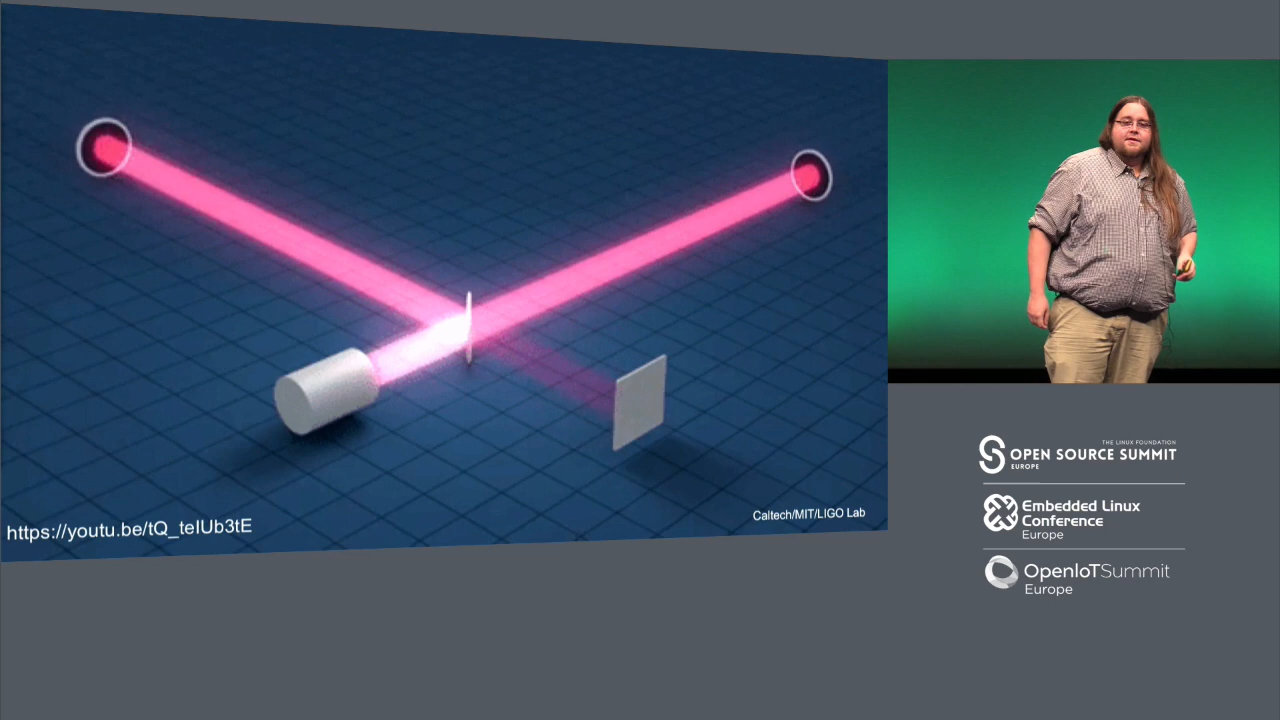 https://youtu.be/tQ_teIUb3tE
Caltech/MIT/LIGO Lab
THE LINUX FOUNDATION
OPEN SOURCE SUMMIT
EUROPE
Embedded Linux
Conference
Europe
OpenIoTSummit
Europe